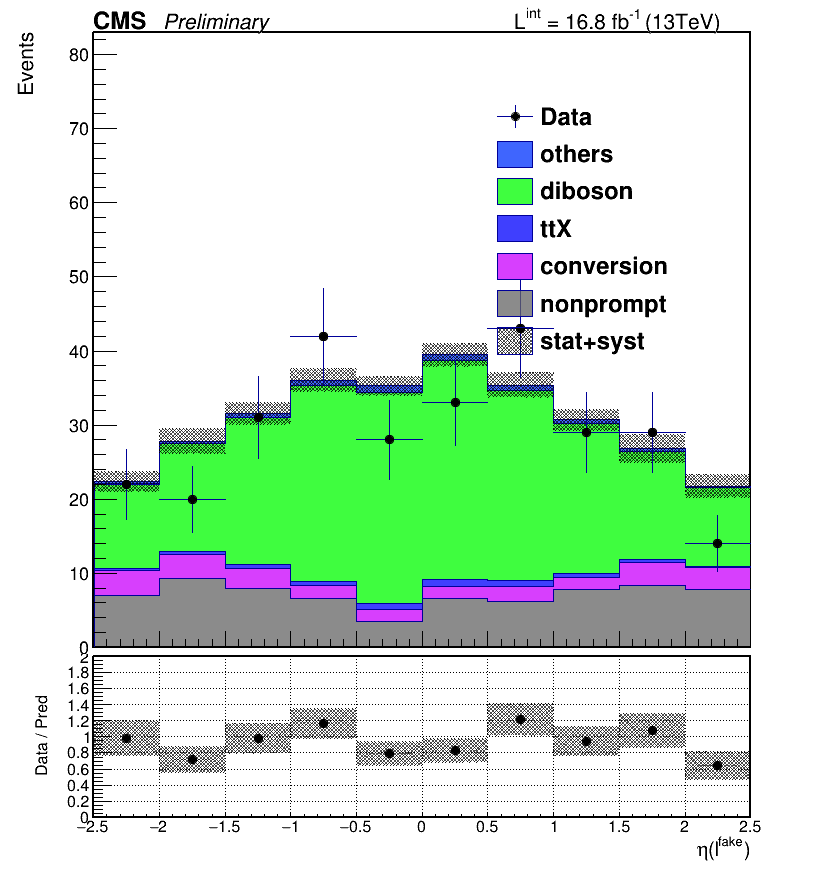 CMS Preliminary L^int = 16.8 fb^-1 (13TeV)
Events
80
70
60
50
40
30
20
10
0
Data
others
diboson
ttX
conversion
nonprompt
stat+syst
Data / Pred
2
1.8
1.6
1.4
1.2
1
0.8
0.6
0.4
0.2
0
−2.5 −2 −1.5 −1 −0.5 0 0.5 1 1.5 2 2.5
η(l^fake)